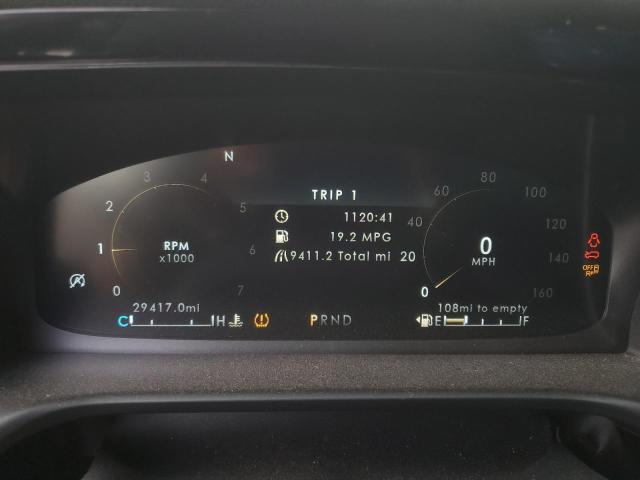 N
TRIP 1
1120:41
19.2 MPG
9411.2 Total mi
0 1 2 3 4 5 6 7
RPM
x1000
0 20 40 60 80 100 120 140 160
0
MPH
OFF
29417.0mi
108mi to empty
C H
PRND
E F